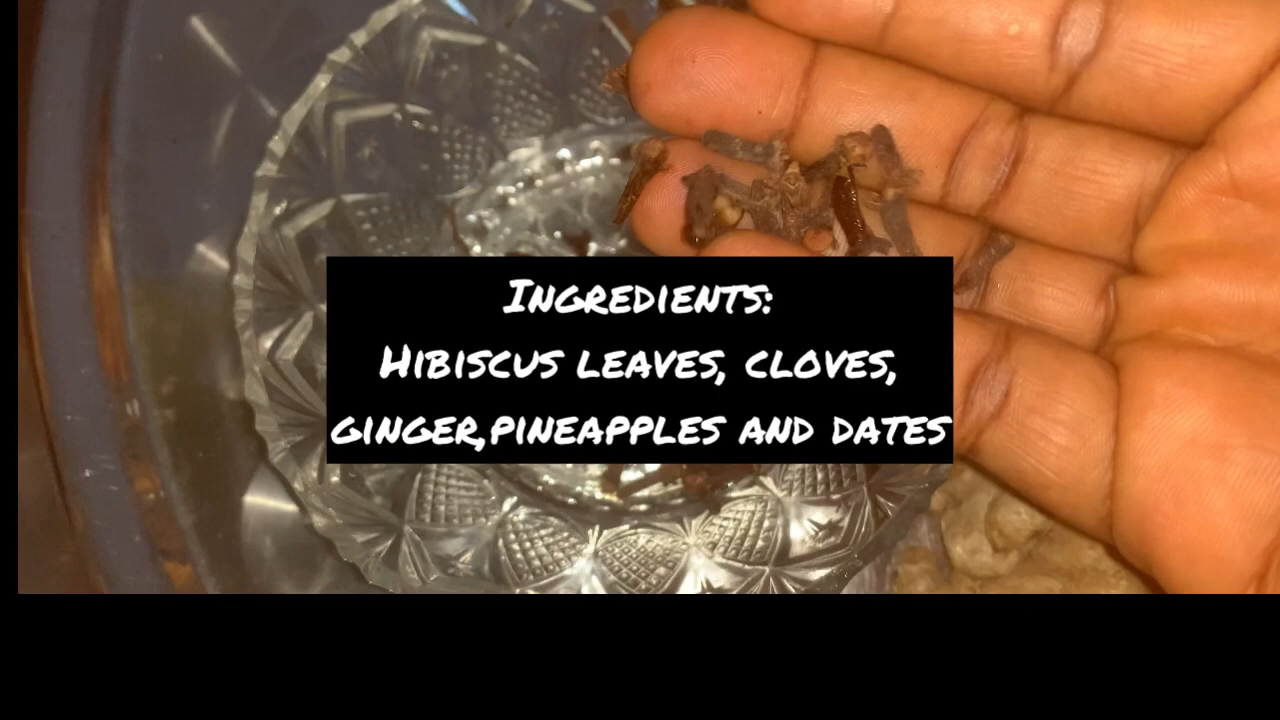 Ingredients:
Hibiscus leaves, cloves,
ginger,pineapples and dates